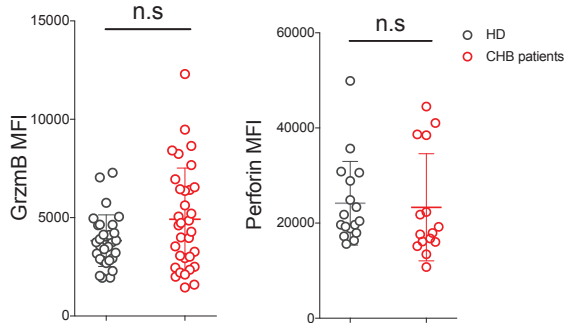 n.s
15000
10000
5000
0
GrzmB MFI
n.s
60000
40000
20000
0
Perforin MFI
HD
CHB patients